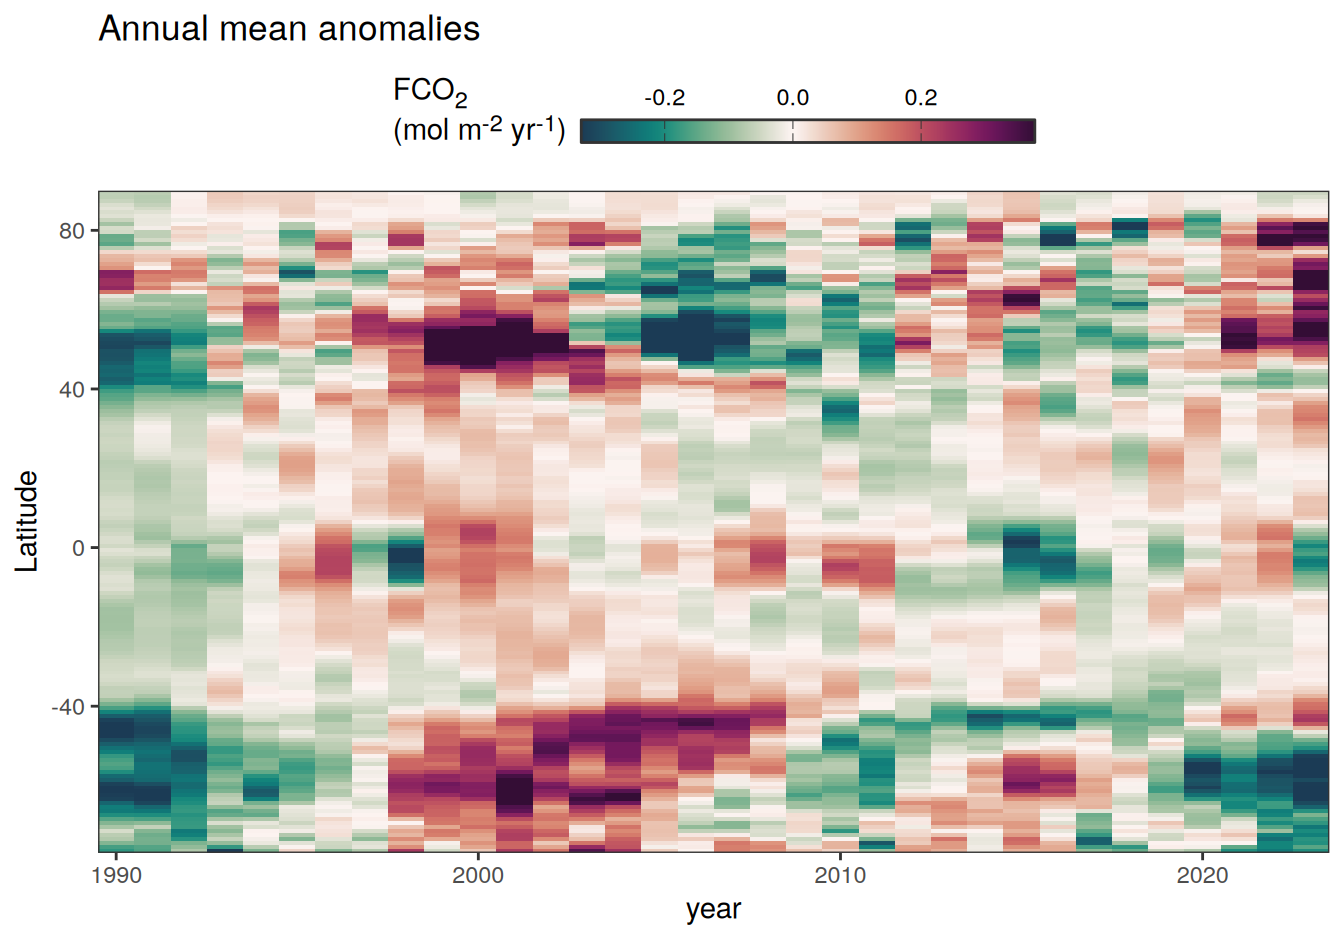 Annual mean anomalies
FCO₂
(mol m⁻² yr⁻¹)
-0.2 0.0 0.2
80
40
0
-40
Latitude
1990 2000 2010 2020
year